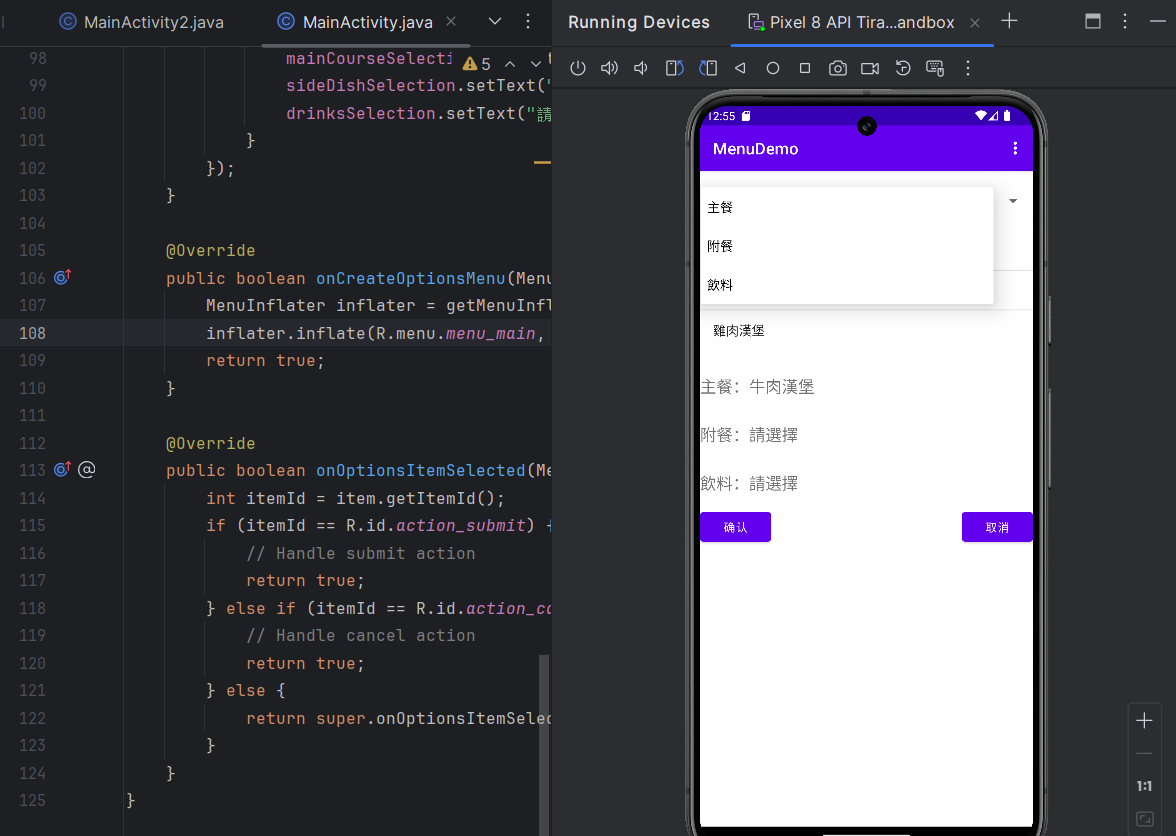 MainActivity2.java
MainActivity.java
Running Devices
Pixel 8 API Tira...andbox
98 mainCourseSelecti
5
99 sideDishSelection.setText("
100 drinksSelection.setText("請
101 }
102 });
103 }
104
105 @Override
106 public boolean onCreateOptionsMenu(Menu
107 MenuInflater inflater = getMenuInfl
108 inflater.inflate(R.menu.menu_main,
109 return true;
110 }
111
112 @Override
113 public boolean onOptionsItemSelected(Me
114 int itemId = item.getItemId();
115 if (itemId == R.id.action_submit) {
116 // Handle submit action
117 return true;
118 } else if (itemId == R.id.action_ca
119 // Handle cancel action
120 return true;
121 } else {
122 return super.onOptionsItemSelec
123 }
124 }
125 }
12:55
MenuDemo
主餐
附餐
飲料
雞肉漢堡
主餐：牛肉漢堡
附餐：請選擇
飲料：請選擇
确认
取消
1:1